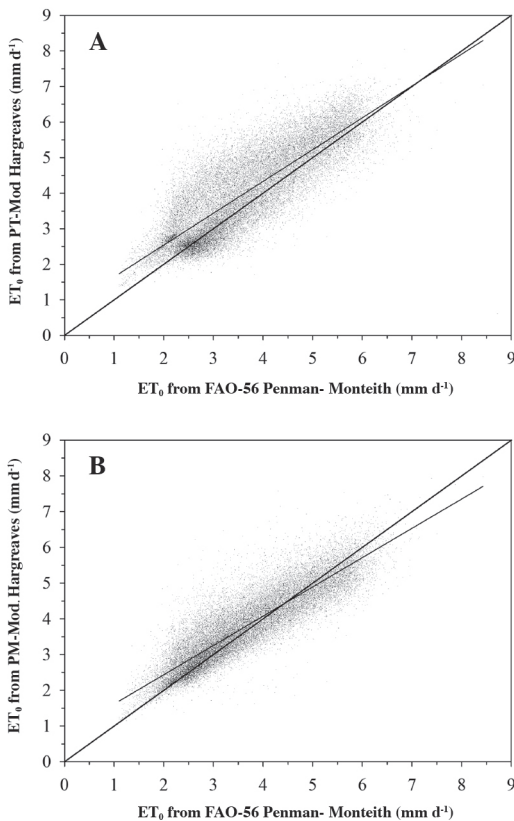 A
9
8
7
6
5
4
3
2
1
0
ET₀ from PT-Mod Hargreaves (mm d⁻¹)
0 1 2 3 4 5 6 7 8 9
ET₀ from FAO-56 Penman- Monteith (mm d⁻¹)
B
9
8
7
6
5
4
3
2
1
0
ET₀ from PM-Mod. Hargreaves (mm d⁻¹)
0 1 2 3 4 5 6 7 8 9
ET₀ from FAO-56 Penman- Monteith (mm d⁻¹)